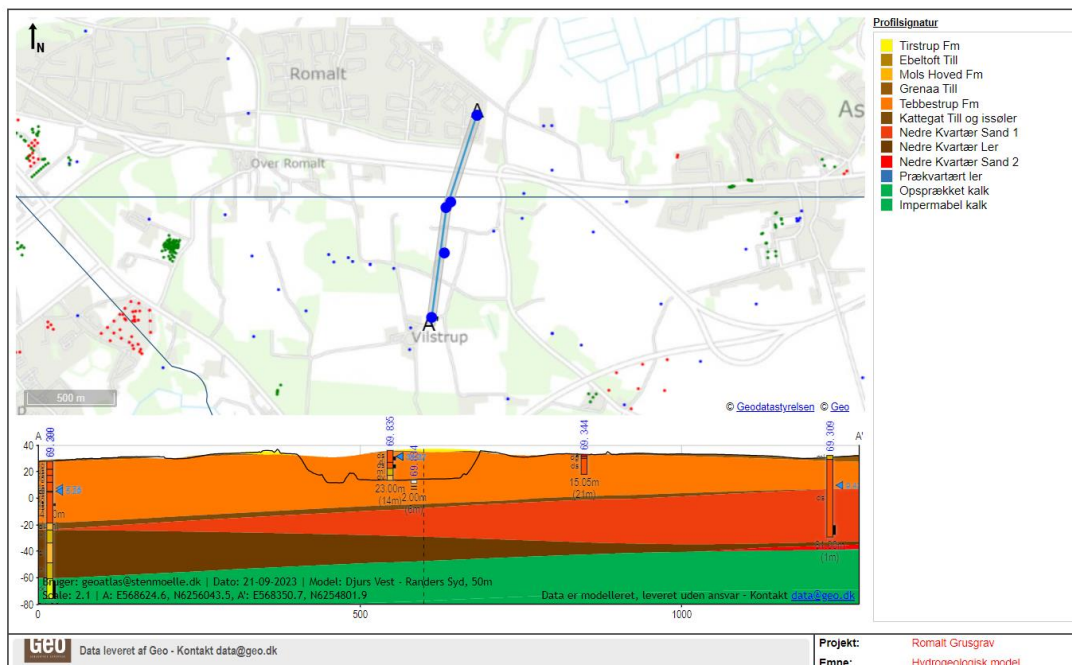 N
Romalt
A
As
Over Romalt
A'
Vilstrup
500 m
© Geodatastyrelsen © Geo
Profilsignatur
Tirstrup Fm
Ebeltoft Till
Mols Hoved Fm
Grenaa Till
Tebbestrup Fm
Kattegat Till og issøler
Nedre Kvartær Sand 1
Nedre Kvartær Ler
Nedre Kvartær Sand 2
Prækvartært ler
Opsprækket kalk
Impermabel kalk
A
A'
69.835
69.344
69.309
40
20
0
-20
-40
-60
-80
23.00m
(14m)
2.00m
(6m)
15.05m
(21m)
(1m)
Bruger: geoatlas@stenmoelle.dk | Dato: 21-09-2023 | Model: Djurs Vest - Randers Syd, 50m
Scale: 2.1 | A: E568624.6, N6256043.5, A': E568350.7, N6254801.9
Data er modelleret, leveret uden ansvar - Kontakt data@geo.dk
0
500
1000
Geo
Data leveret af Geo - Kontakt data@geo.dk
Projekt:
Romalt Grusgrav
Emne:
Hydrogeologisk model